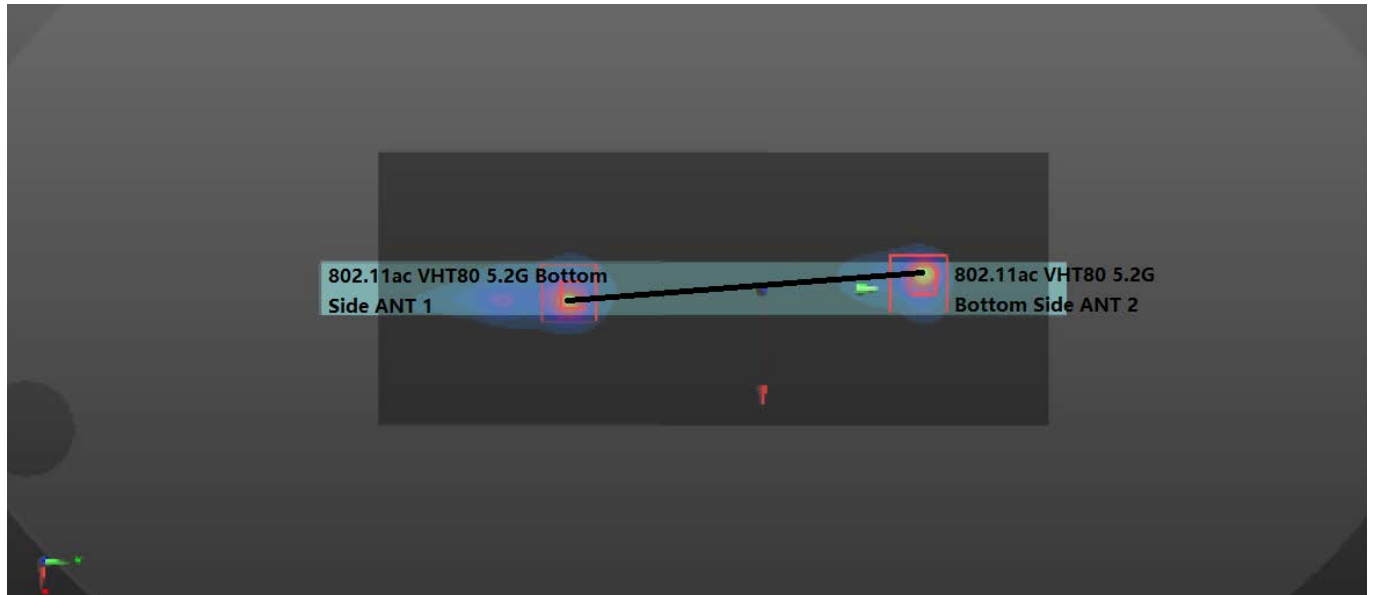 802.11ac VHT80 5.2G Bottom
Side ANT 1
802.11ac VHT80 5.2G
Bottom Side ANT 2